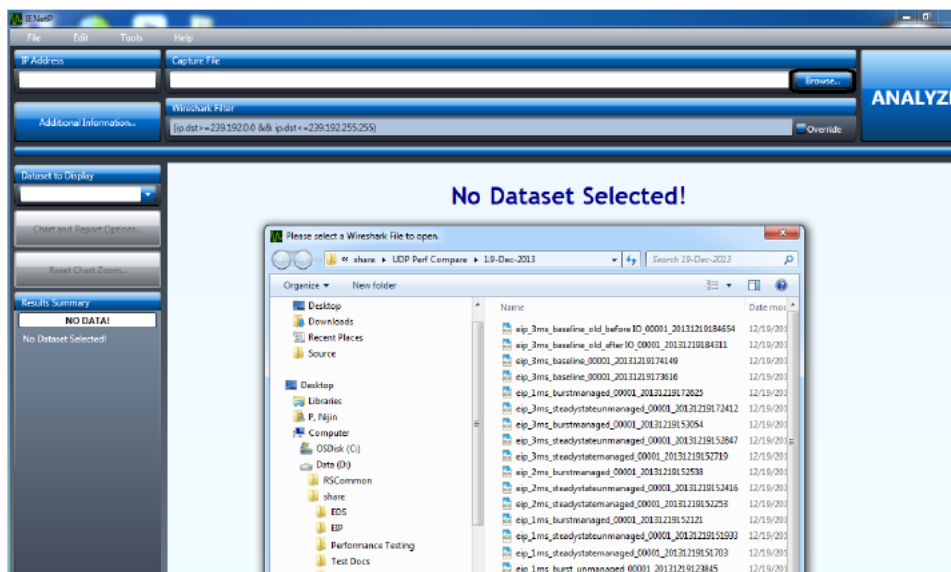 IENetP
File Edit Tools Help
IP Address
Capture File
Browse...
ANALYZE
Additional Information...
Wireshark Filter
(ip.dst>=239.192.0.0 && ip.dst<=239.192.255.255)
Override
Dataset to Display
No Dataset Selected!
Chart and Report Options...
Reset Chart Zoom...
Results Summary
NO DATA!
No Dataset Selected!
Please select a Wireshark File to open.
« share UDP Perf Compare 19-Dec-2013
Search 19-Dec-2013
Organize New folder
Desktop
Downloads
Recent Places
Source
Desktop
Libraries
P, Nijin
Computer
OSDisk (C:)
Data (D:)
RSCommon
share
EDS
EIP
Performance Testing
Test Docs
Name Date mo
eip_3ms_baseline_old_before IO_00001_20131219184654 12/19/201
eip_3ms_baseline_old_after IO_00001_20131219184311 12/19/201
eip_3ms_baseline_00001_20131219174149 12/19/201
eip_3ms_baseline_00001_20131219173616 12/19/201
eip_1ms_burstmanaged_00001_20131219172625 12/19/201
eip_3ms_steadystateunmanaged_00001_20131219172412 12/19/201
eip_3ms_burstmanaged_00001_20131219153054 12/19/201
eip_3ms_steadystateunmanaged_00001_20131219152847 12/19/201
eip_3ms_steadystatemanaged_00001_20131219152719 12/19/201
eip_2ms_burstmanaged_00001_20131219152538 12/19/201
eip_2ms_steadystateunmanaged_00001_20131219152416 12/19/201
eip_2ms_steadystatemanaged_00001_20131219152253 12/19/201
eip_1ms_burstmanaged_00001_20131219152121 12/19/201
eip_1ms_steadystateunmanaged_00001_20131219151933 12/19/201
eip_1ms_steadystatemanaged_00001_20131219151703 12/19/201
eip_1ms_burst_unmanaged_00001_20131219123845 12/19/201